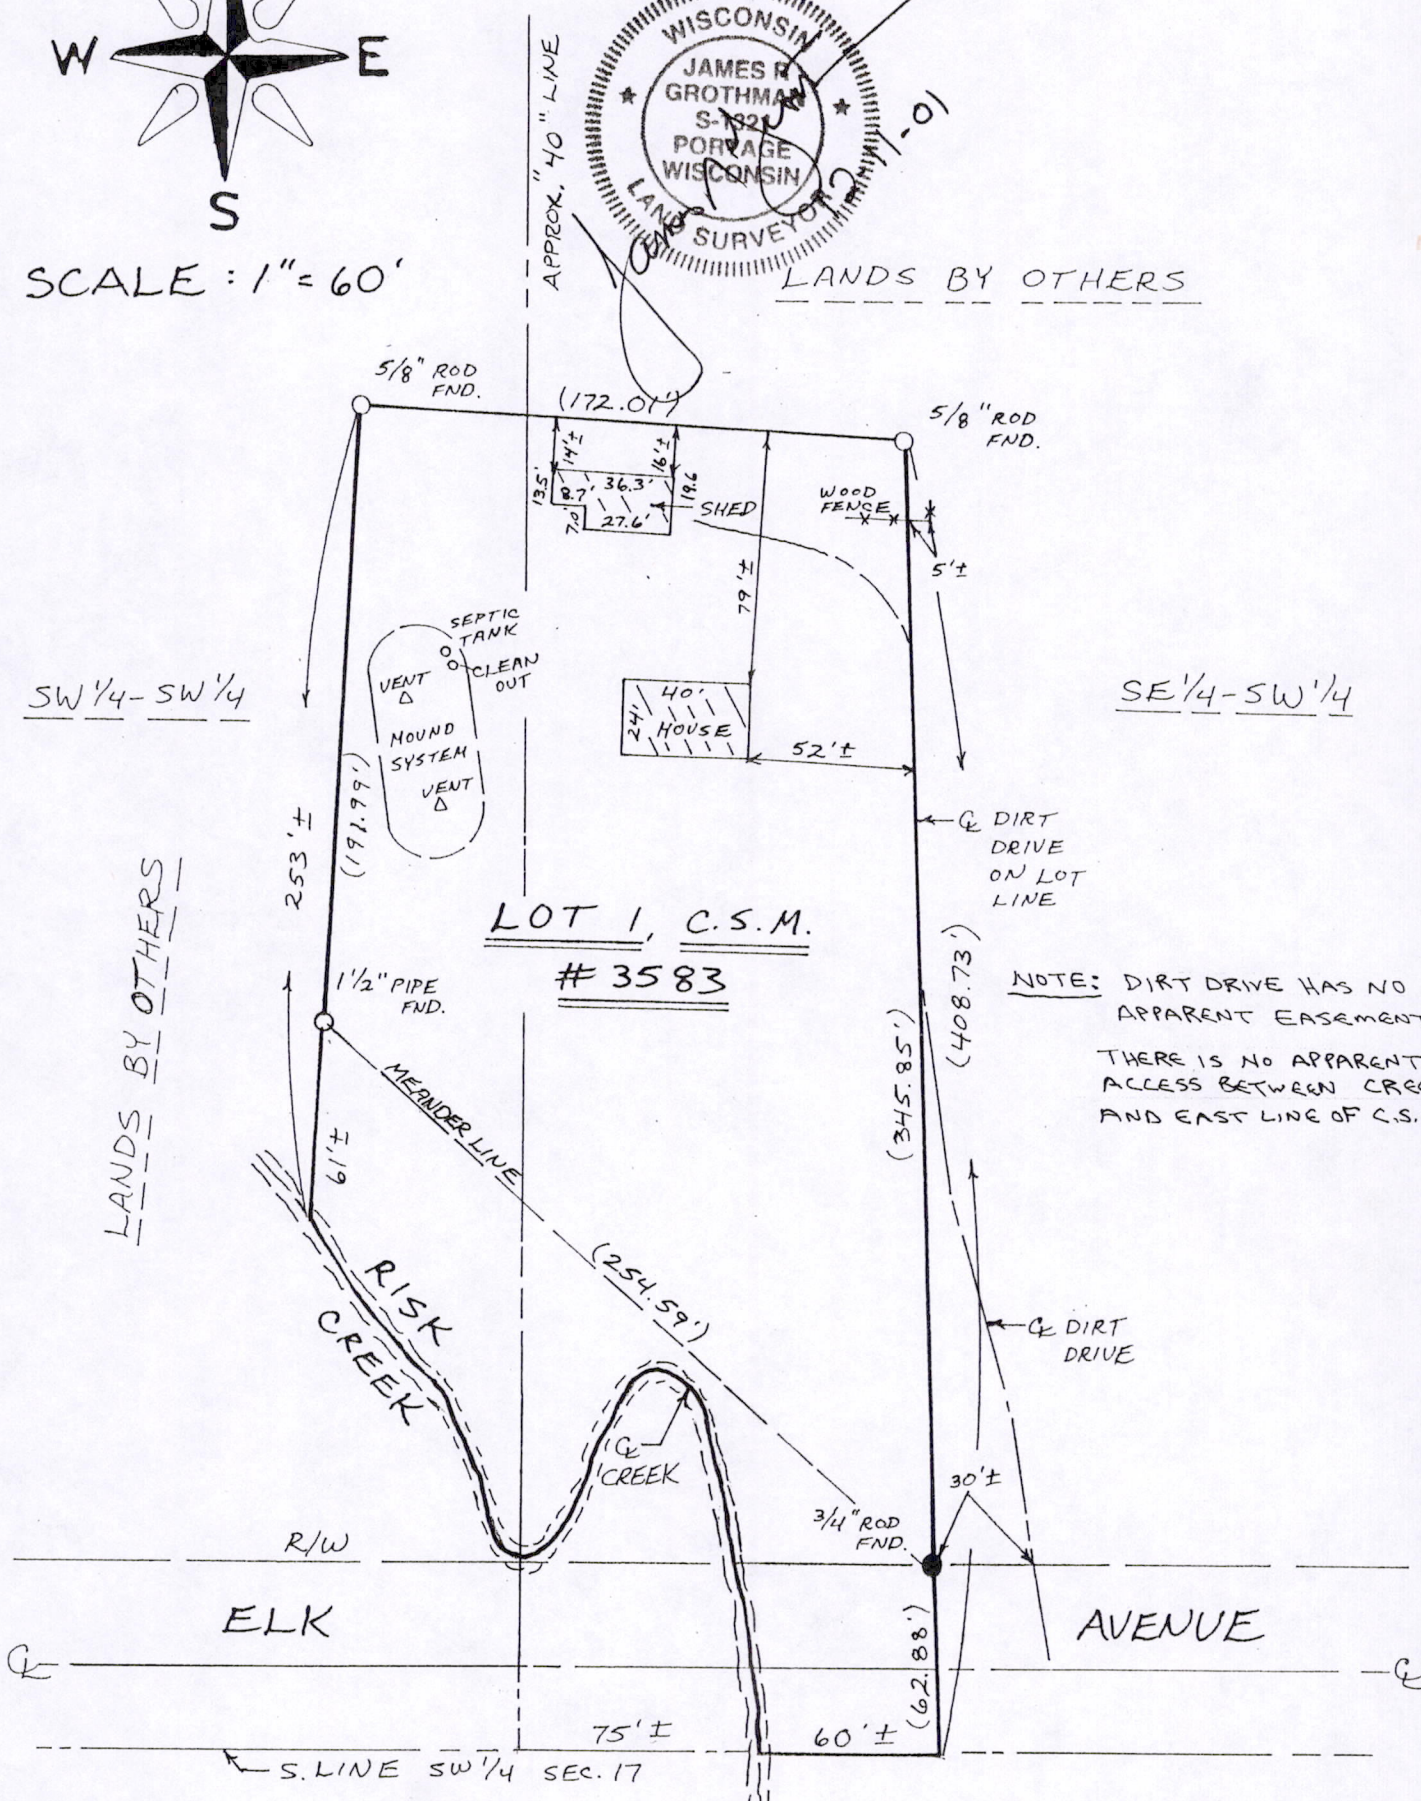 W E
S
SCALE : 1" = 60'
APPROX. "40" LINE
WISCONSIN
JAMES R
GROTHMAN
PORTAGE
WISCONSIN
LAND SURVEYOR
LANDS BY OTHERS
5/8" ROD
FND.
(172.01')
5/8" ROD
FND.
14'±
16'±
13.5'
8.7'
36.3'
19.6
7.0'
27.6'
SHED
WOOD
FENCE
5'±
79'±
SEPTIC
TANK
CLEAN
OUT
VENT
MOUND
SYSTEM
VENT
SW 1/4 - SW 1/4
SE 1/4 - SW 1/4
40'
24'
HOUSE
52'±
253'±
LANDS BY OTHERS
℄ DIRT
DRIVE
ON LOT
LINE
LOT 1, C.S.M.
# 3583
(408.73')
(345.85')
NOTE: DIRT DRIVE HAS NO
APPARENT EASEMENT
THERE IS NO APPARENT
ACCESS BETWEEN CREE
AND EAST LINE OF C.S.
1 1/2" PIPE
FND.
MEANDER LINE
61'±
(254.59')
RISK
CREEK
℄
CREEK
℄ DIRT
DRIVE
30'±
3/4" ROD
FND.
R/W
ELK AVENUE
℄ ℄
(62.88')
75'±
60'±
S. LINE SW 1/4 SEC. 17